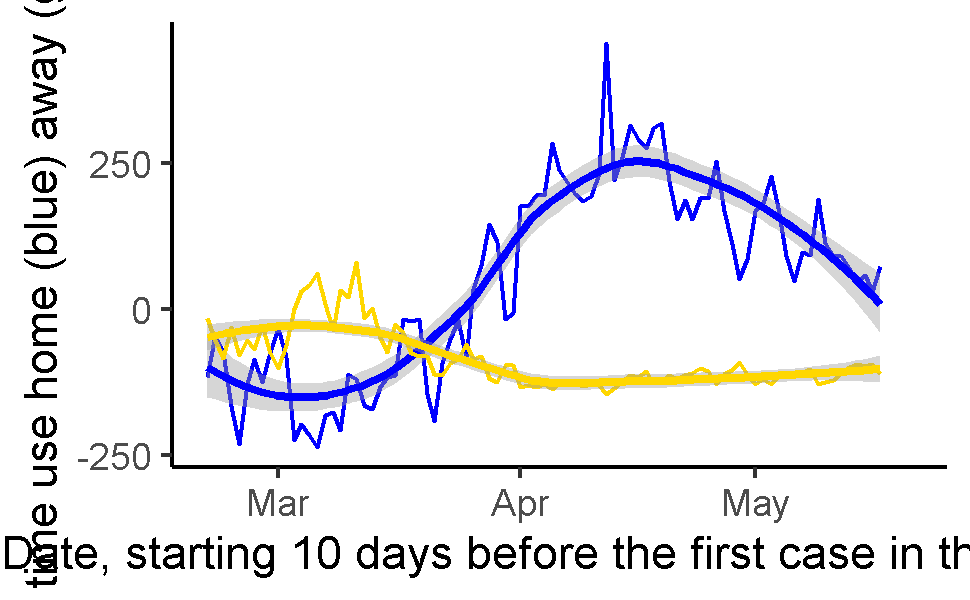 time use home (blue) away (
250
0
-250
Mar Apr May
Date, starting 10 days before the first case in th